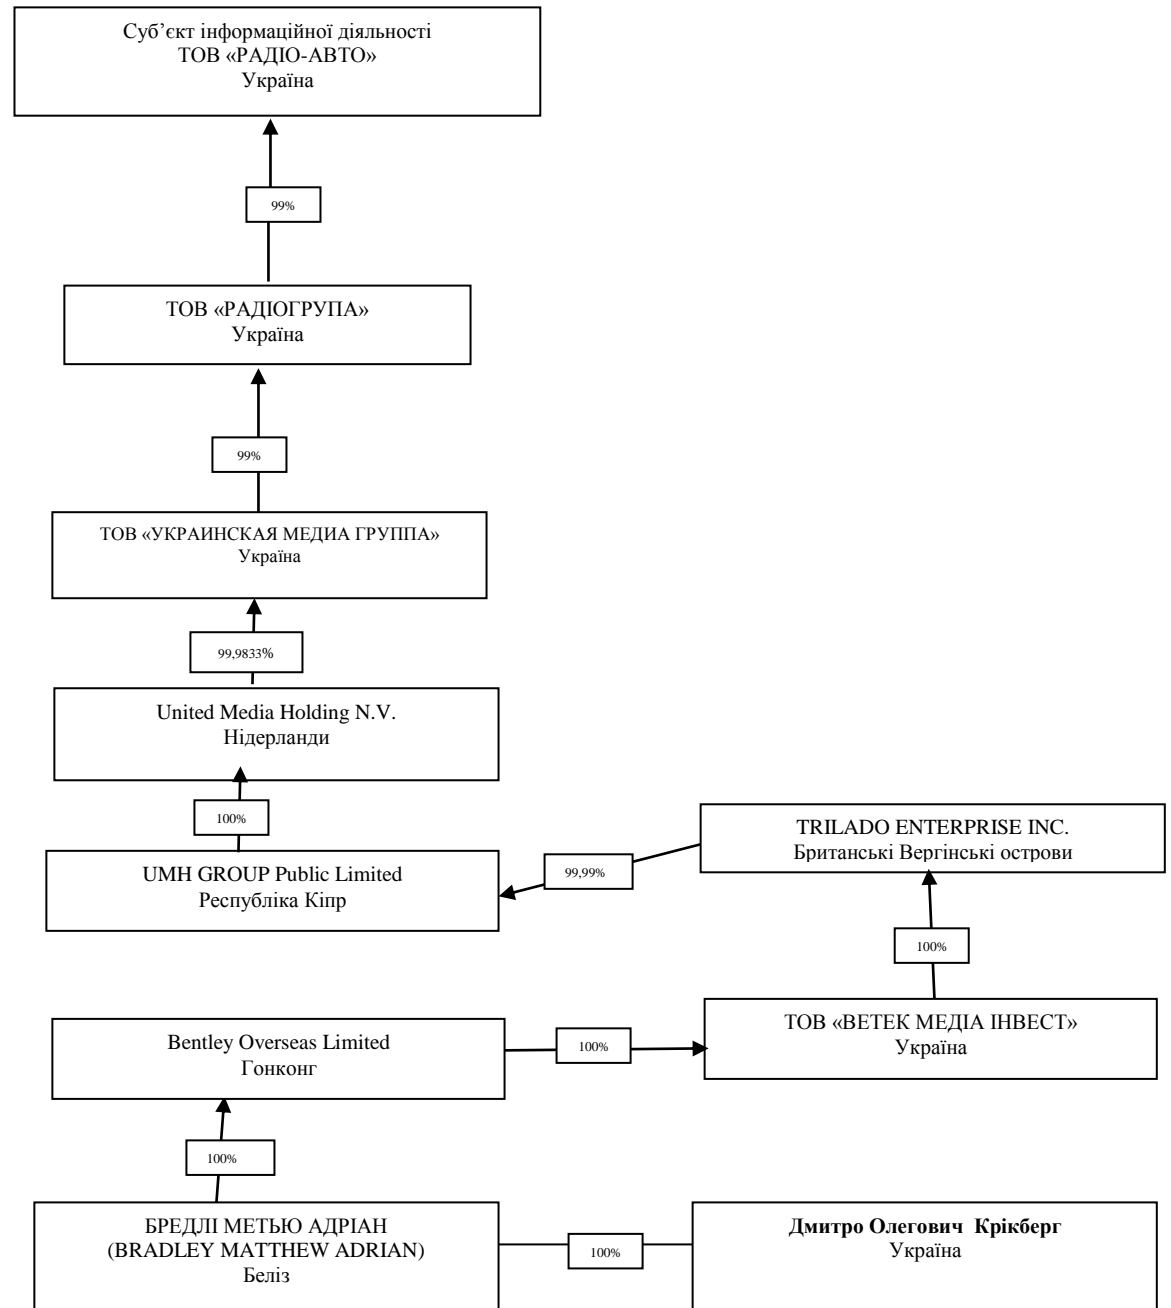 Суб’єкт інформаційної діяльності
ТОВ «РАДІО-АВТО»
Україна
99%
ТОВ «РАДІОГРУПА»
Україна
99%
ТОВ «УКРАИНСКАЯ МЕДИА ГРУППА»
Україна
99,9833%
United Media Holding N.V.
Нідерланди
100%
TRILADO ENTERPRISE INC.
Британські Вергінські острови
UMH GROUP Public Limited
Республіка Кіпр
99,99%
100%
ТОВ «ВЕТЕК МЕДІА ІНВЕСТ»
Україна
Bentley Overseas Limited
Гонконг
100%
100%
БРЕДЛІ МЕТЬЮ АДРІАН
(BRADLEY MATTHEW ADRIAN)
Беліз
100%
Дмитро Олегович Крікберг
Україна